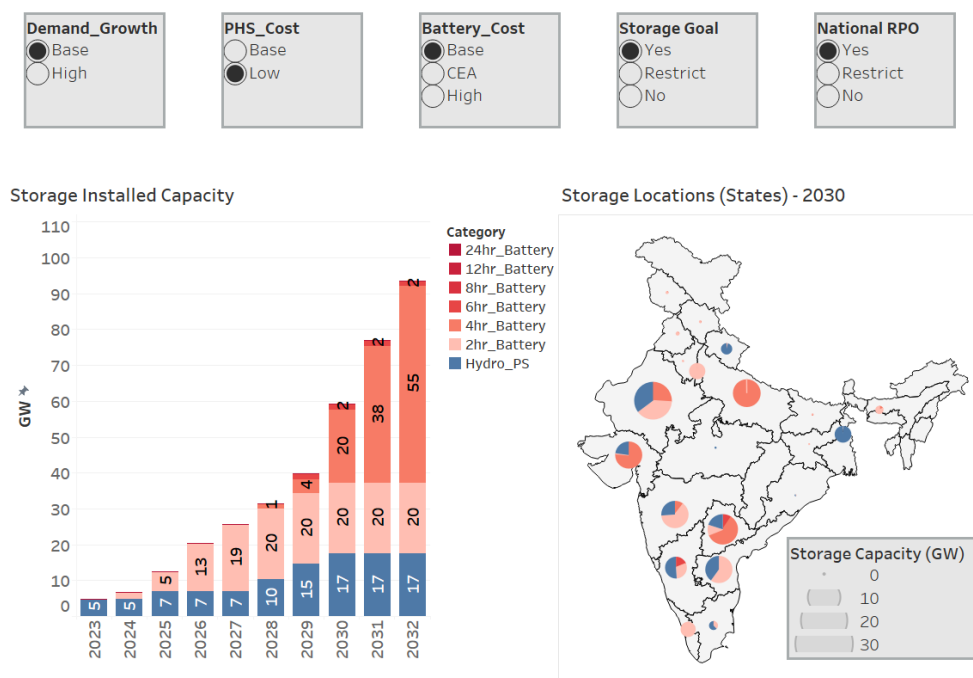 Demand_Growth
Base
High
PHS_Cost
Base
Low
Battery_Cost
Base
CEA
High
Storage Goal
Yes
Restrict
No
National RPO
Yes
Restrict
No
Storage Installed Capacity
GW
110
100
90
80
70
60
50
40
30
20
10
0
5
5
5
7
13
7
19
7
20
10
1
20
15
4
20
17
20
2
20
17
38
2
20
17
55
2
20
17
2023
2024
2025
2026
2027
2028
2029
2030
2031
2032
Category
24hr_Battery
12hr_Battery
8hr_Battery
6hr_Battery
4hr_Battery
2hr_Battery
Hydro_PS
Storage Locations (States) - 2030
Storage Capacity (GW)
0
10
20
30